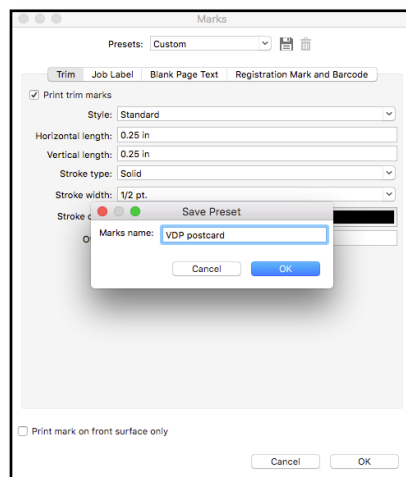 Marks
Presets: Custom
Trim Job Label Blank Page Text Registration Mark and Barcode
Print trim marks
Style: Standard
Horizontal length: 0.25 in
Vertical length: 0.25 in
Stroke type: Solid
Stroke width: 1/2 pt.
Save Preset
Stroke
Marks name: VDP postcard
Cancel OK
Print mark on front surface only
Cancel OK